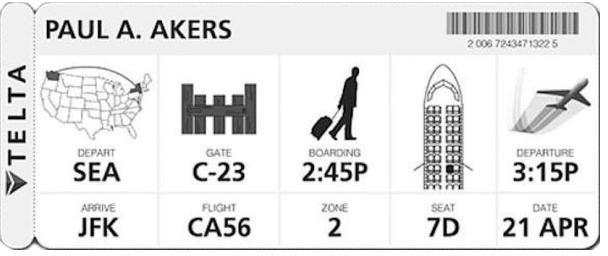 TELTA
PAUL A. AKERS
2 006 7243471322 5
DEPART GATE BOARDING DEPARTURE
SEA C-23 2:45P 3:15P
ARRIVE FLIGHT ZONE SEAT DATE
JFK CA56 2 7D 21 APR